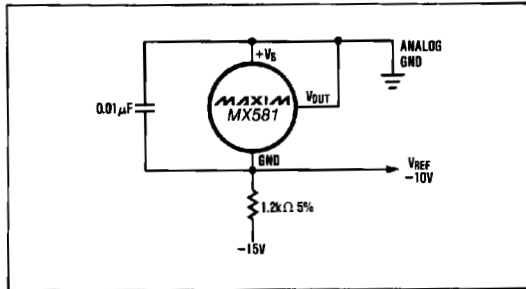 +VS
ANALOG
GND
0.01µF
MAXIM
MX581
VOUT
GND
VREF
−10V
1.2kΩ 5%
−15V